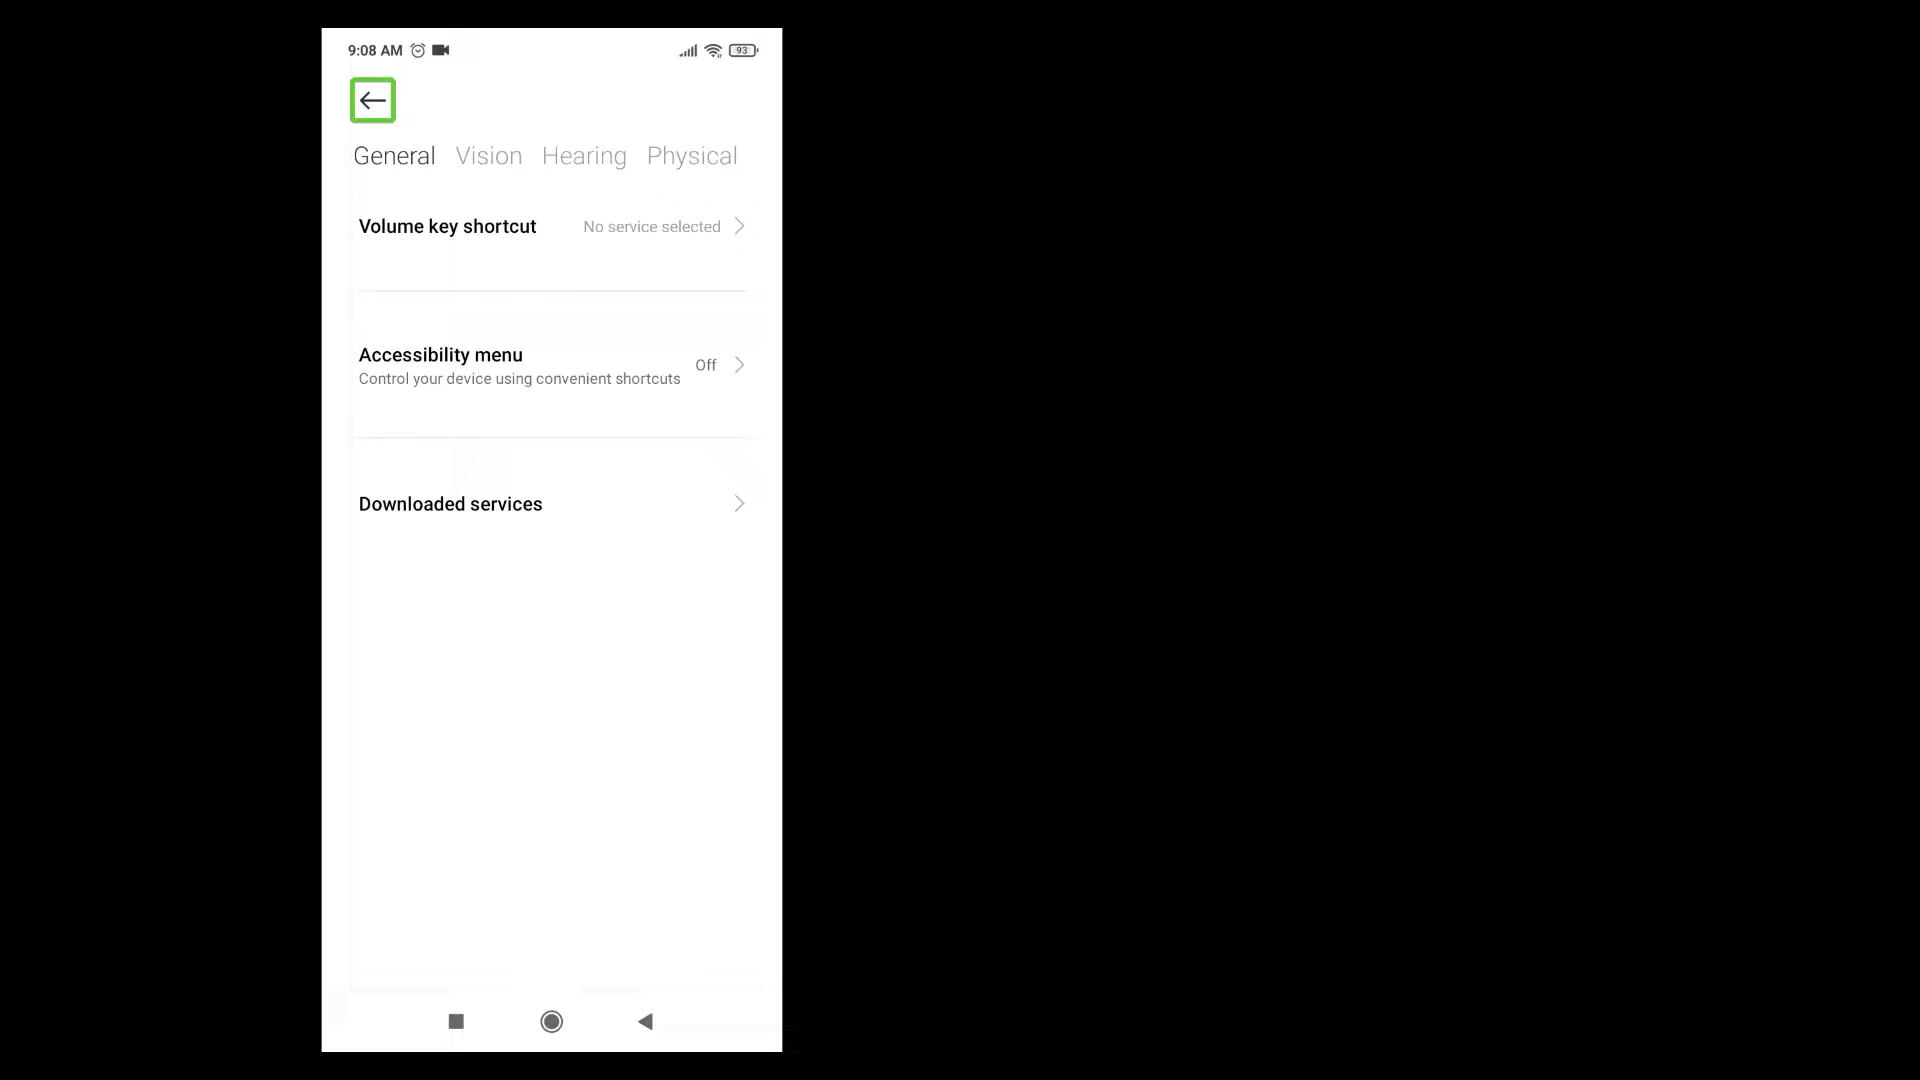 9:08 AM 93
General Vision Hearing Physical
Volume key shortcut No service selected
Accessibility menu Off
Control your device using convenient shortcuts
Downloaded services